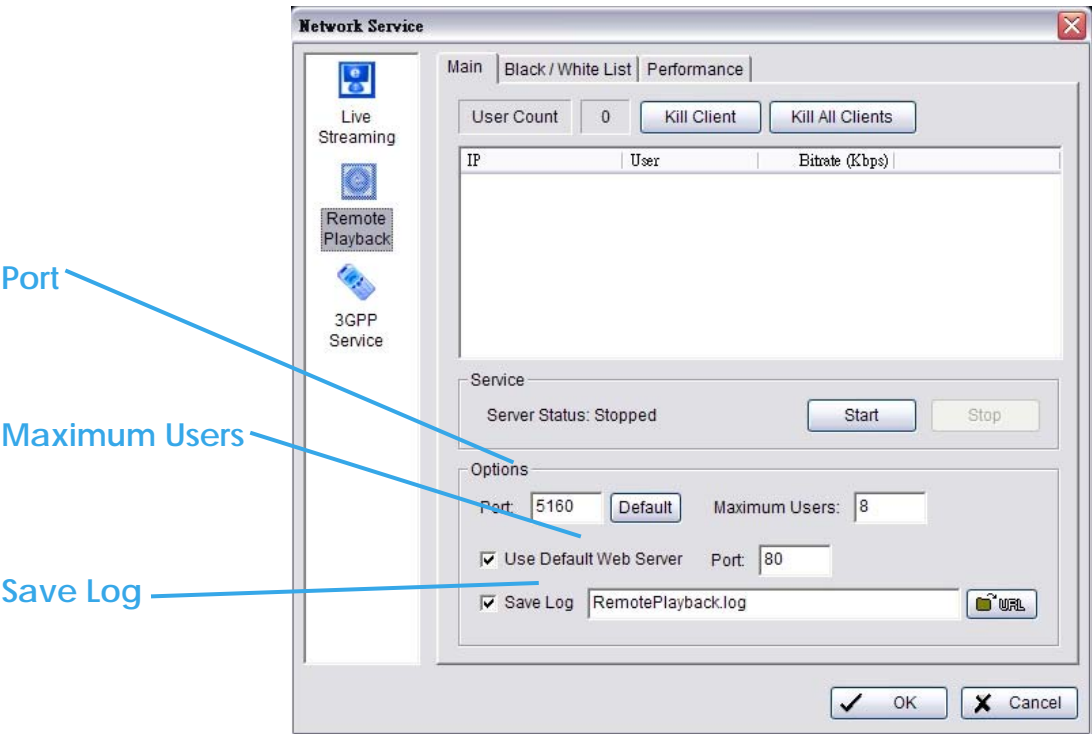 Network Service
Live
Streaming
Remote
Playback
3GPP
Service
Main Black / White List Performance
User Count 0 Kill Client Kill All Clients
IP User Bitrate (Kbps)
Service
Server Status: Stopped Start Stop
Options
Port: 5160 Default Maximum Users: 8
Use Default Web Server Port: 80
Save Log RemotePlayback.log URL
OK Cancel
Port
Maximum Users
Save Log